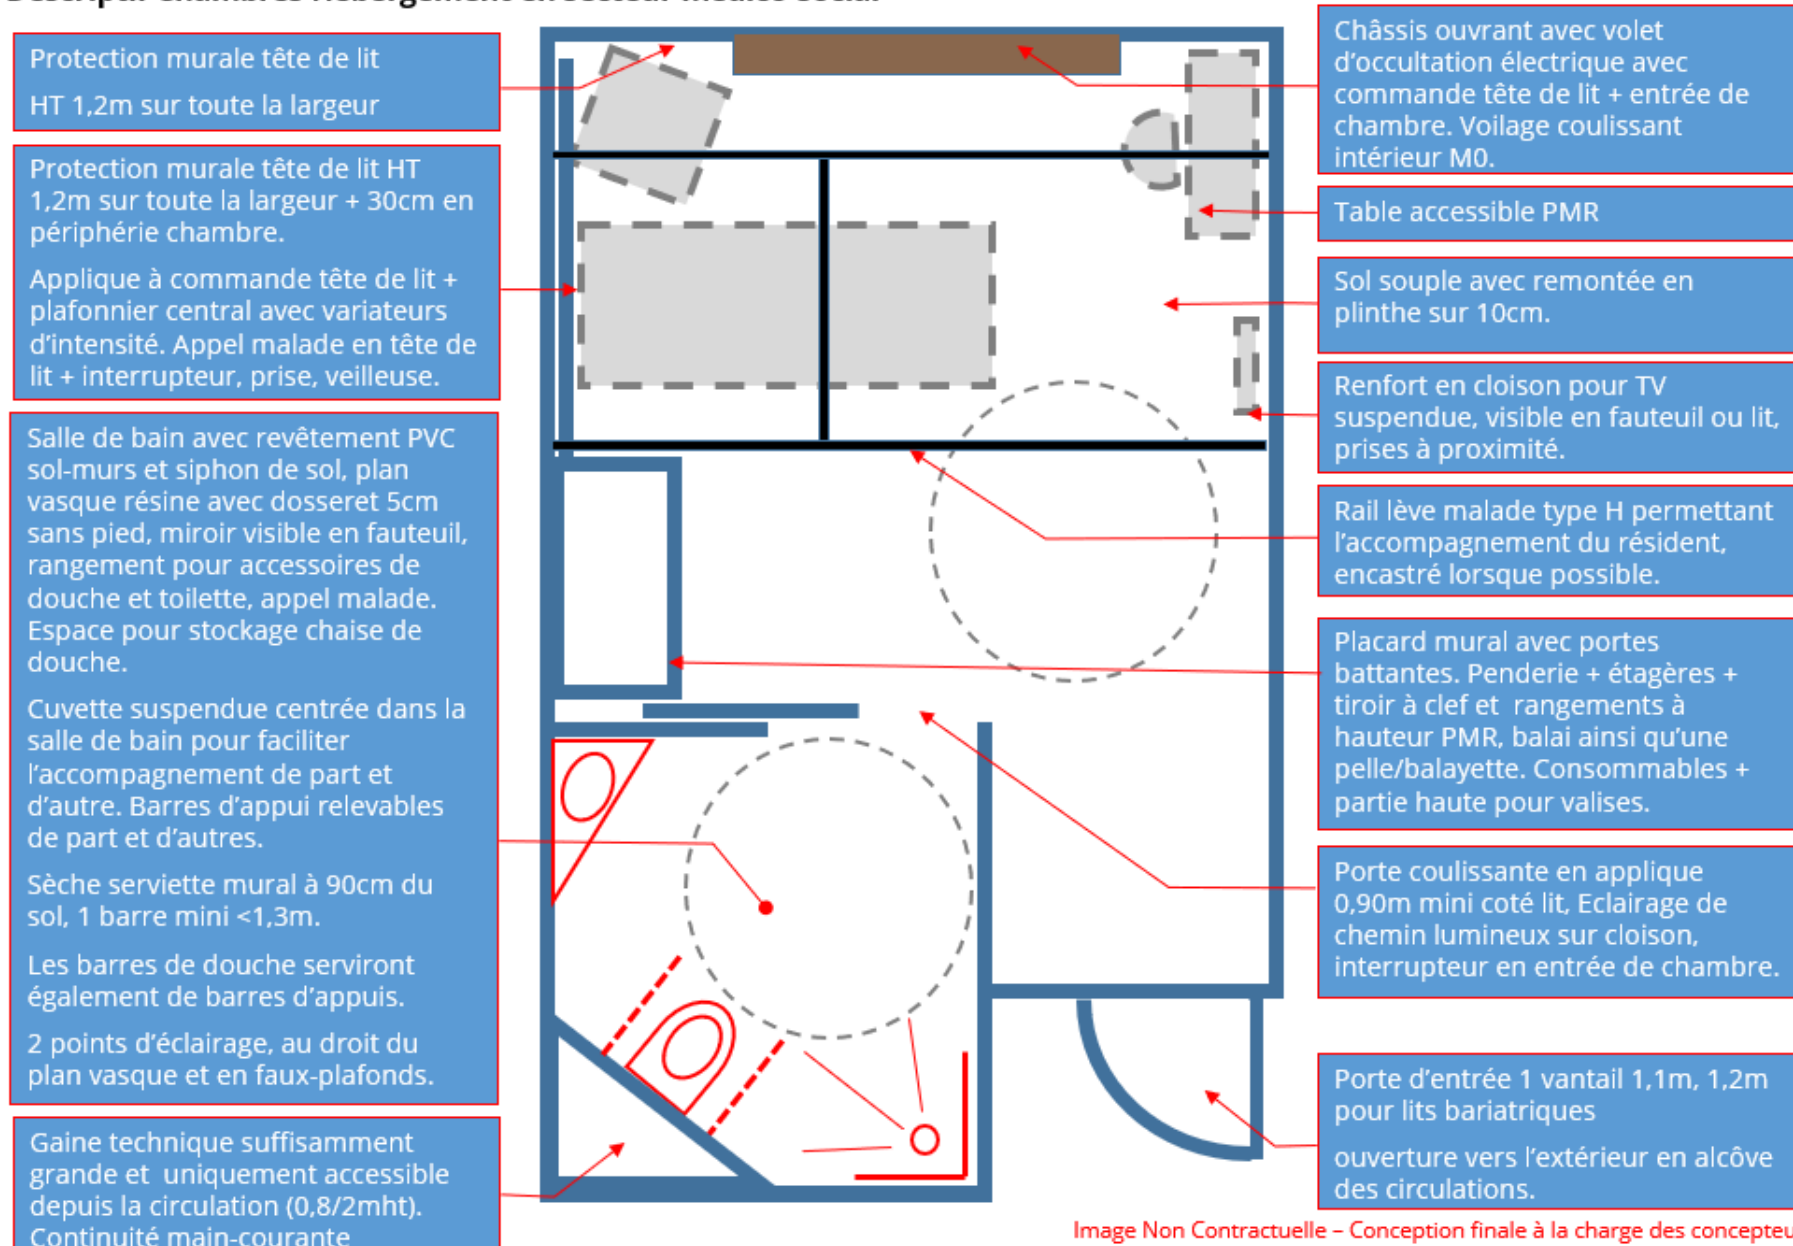 Descriptif Chambres Hébergement en secteur médico-social
Protection murale tête de lit
HT 1,2m sur toute la largeur
Protection murale tête de lit HT
1,2m sur toute la largeur + 30cm en
périphérie chambre.
Applique à commande tête de lit +
plafonnier central avec variateurs
d’intensité. Appel malade en tête de
lit + interrupteur, prise, veilleuse.
Salle de bain avec revêtement PVC
sol-murs et siphon de sol, plan
vasque résine avec dosseret 5cm
sans pied, miroir visible en fauteuil,
rangement pour accessoires de
douche et toilette, appel malade.
Espace pour stockage chaise de
douche.
Cuvette suspendue centrée dans la
salle de bain pour faciliter
l’accompagnement de part et
d’autre. Barres d’appui relevables
de part et d’autres.
Sèche serviette mural à 90cm du
sol, 1 barre mini <1,3m.
Les barres de douche serviront
également de barres d’appuis.
2 points d’éclairage, au droit du
plan vasque et en faux-plafonds.
Gaine technique suffisamment
grande et  uniquement accessible
depuis la circulation (0,8/2mht).
Continuité main-courante
Châssis ouvrant avec volet
d’occultation électrique avec
commande tête de lit + entrée de
chambre. Voilage coulissant
intérieur M0.
Table accessible PMR
Sol souple avec remontée en
plinthe sur 10cm.
Renfort en cloison pour TV
suspendue, visible en fauteuil ou lit,
prises à proximité.
Rail lève malade type H permettant
l’accompagnement du résident,
encastré lorsque possible.
Placard mural avec portes
battantes. Penderie + étagères +
tiroir à clef et  rangements à
hauteur PMR, balai ainsi qu’une
pelle/balayette. Consommables +
partie haute pour valises.
Porte coulissante en applique
0,90m mini coté lit, Eclairage de
chemin lumineux sur cloison,
interrupteur en entrée de chambre.
Porte d’entrée 1 vantail 1,1m, 1,2m
pour lits bariatriques
ouverture vers l’extérieur en alcôve
des circulations.
Image Non Contractuelle – Conception finale à la charge des concepteu